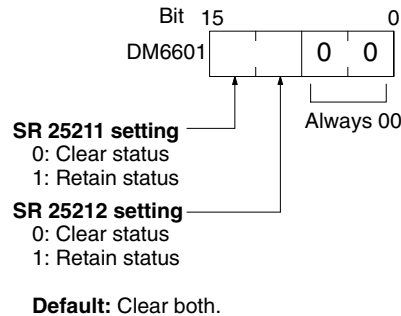 Bit 15 0
DM6601 0 0
Always 00
SR 25211 setting
0: Clear status
1: Retain status
SR 25212 setting
0: Clear status
1: Retain status
Default: Clear both.